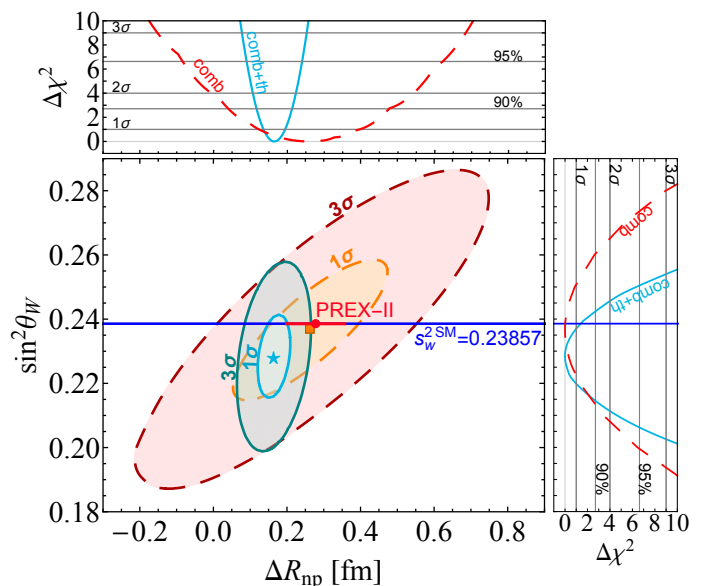 10
8
6
4
2
0
Δχ²
3σ
2σ
1σ
comb
comb+th
95%
90%
0.28
0.26
0.24
0.22
0.20
0.18
sin²θ_W
3σ
1σ
PREX-II
s_w^2 SM=0.23857
3σ
1σ
−0.2 0.0 0.2 0.4 0.6 0.8
ΔR_np [fm]
1σ
2σ
3σ
comb
comb+th
90%
95%
0 2 4 6 8 10
Δχ²